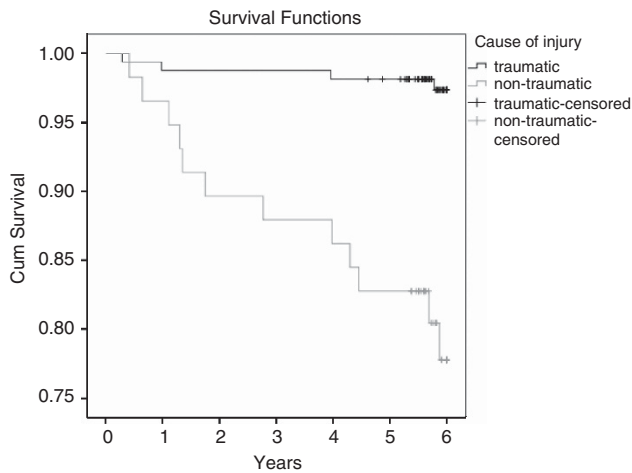 Survival Functions
1.00
0.95
0.90
0.85
0.80
0.75
Cum Survival
0 1 2 3 4 5 6
Years
Cause of injury
traumatic
non-traumatic
traumatic-censored
non-traumatic-
censored